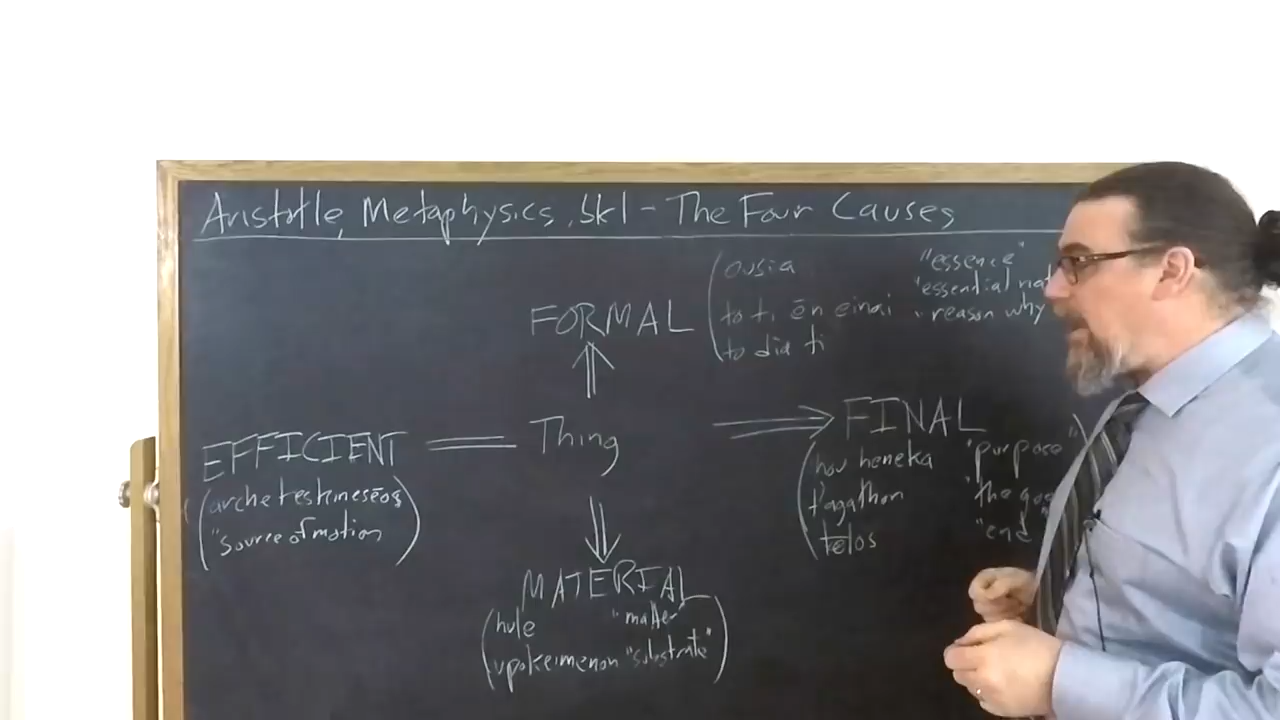 Aristotle, Metaphysics, bk1 - The Four Causes
FORMAL
ousia "essence"
to ti ēn einai "essential nat
to dia ti "reason why
EFFICIENT
(arche tes kineseōs
"source of motion)
Thing
FINAL
(hou heneka "purpose"
t'agathon "the goo
telos "end
MATERIAL
(hule "matter"
upokeimenon "substrate")